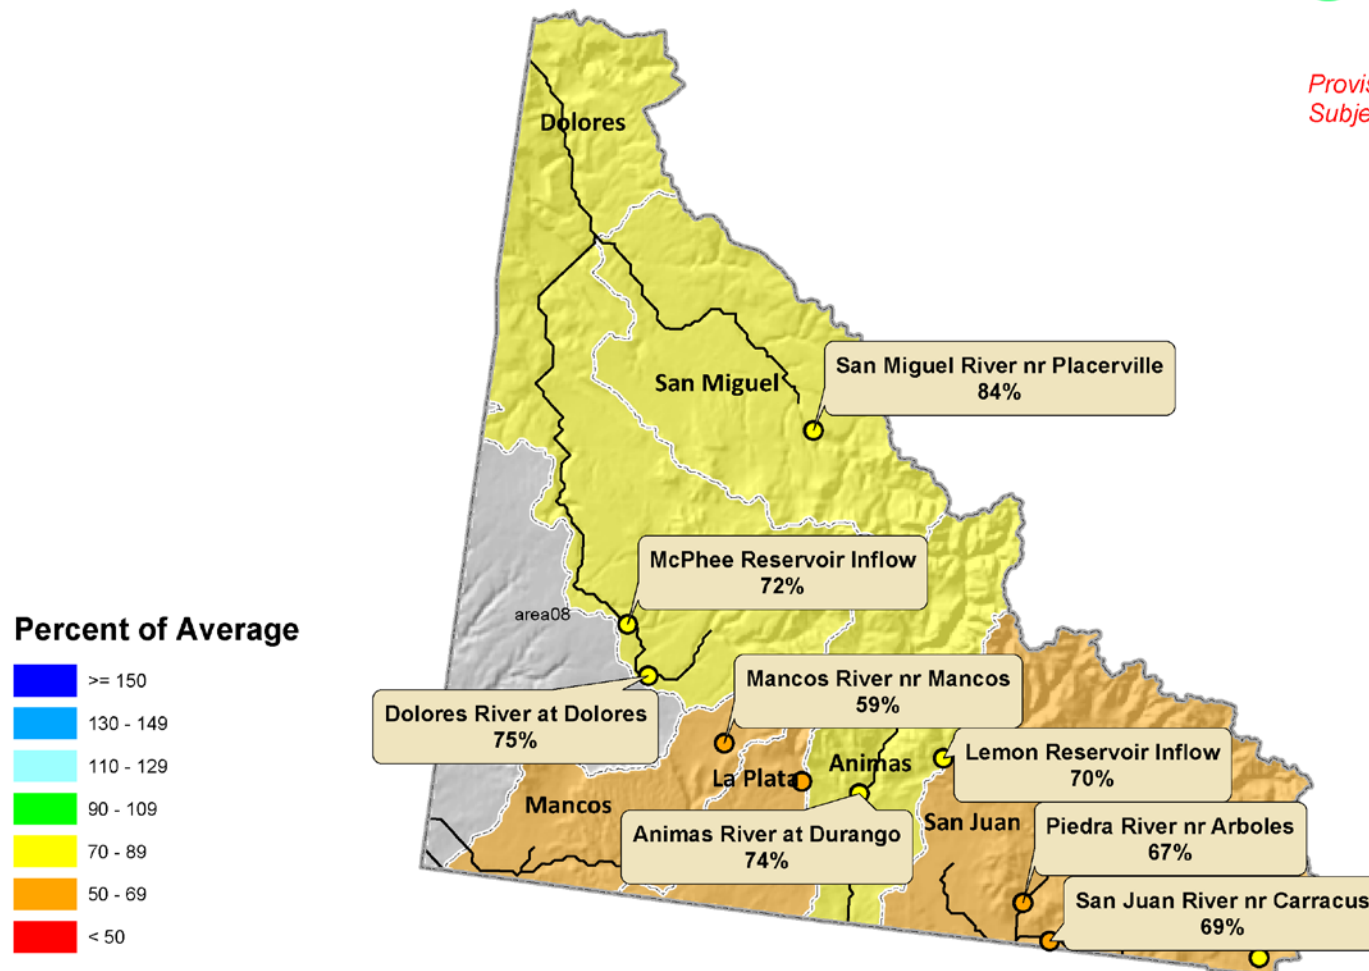 Provis
Subje
Dolores
San Miguel River nr Placerville
84%
San Miguel
McPhee Reservoir Inflow
72%
area08
Percent of Average
>= 150
130 - 149
110 - 129
90 - 109
70 - 89
50 - 69
< 50
Mancos River nr Mancos
59%
Dolores River at Dolores
75%
Lemon Reservoir Inflow
70%
La Plata
Animas
Mancos
San Juan
Animas River at Durango
74%
Piedra River nr Arboles
67%
San Juan River nr Carracus
69%